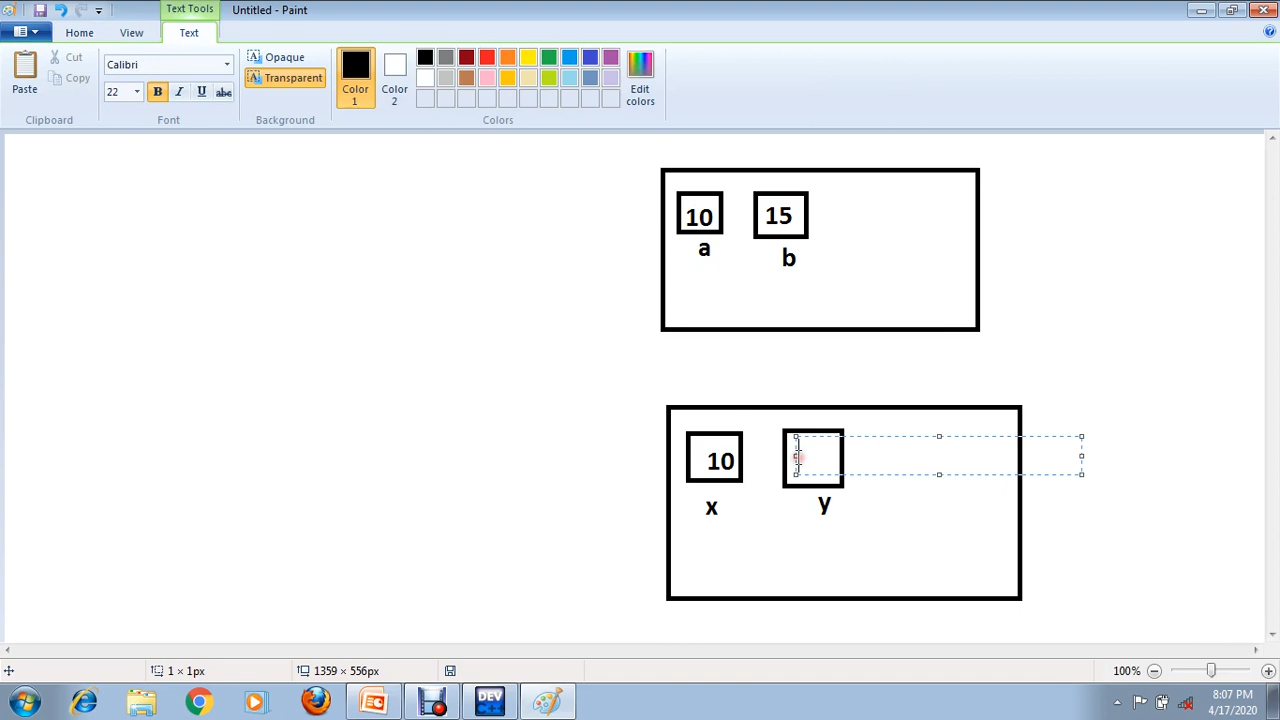 Text Tools
Untitled - Paint
Home
View
Text
Paste
Cut
Copy
Clipboard
Calibri
22
B
I
U
abc
Font
Opaque
Transparent
Background
Color 1
Color 2
Edit colors
Colors
10
15
a
b
10
x
y
1 × 1px
1359 × 556px
100%
DEV C++
8:07 PM
4/17/2020